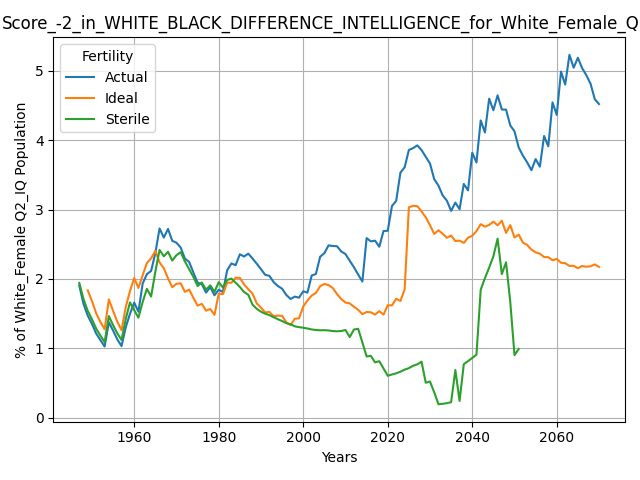 Score_-2_in_WHITE_BLACK_DIFFERENCE_INTELLIGENCE_for_White_Female_Q
Fertility
Actual
Ideal
Sterile
% of White_Female Q2_IQ Population
5
4
3
2
1
0
1960 1980 2000 2020 2040 2060
Years